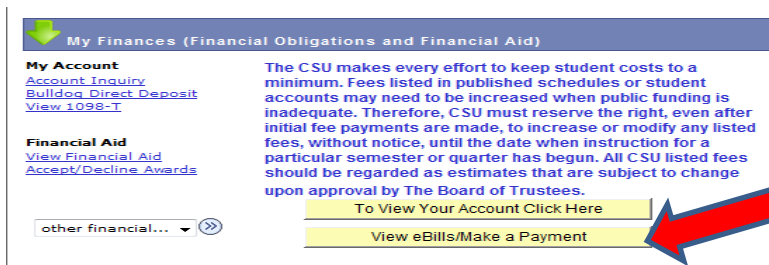 My Finances (Financial Obligations and Financial Aid)
My Account
Account Inquiry
Bulldog Direct Deposit
View 1098-T
Financial Aid
View Financial Aid
Accept/Decline Awards
other financial...
The CSU makes every effort to keep student costs to a
minimum. Fees listed in published schedules or student
accounts may need to be increased when public funding is
inadequate. Therefore, CSU must reserve the right, even after
initial fee payments are made, to increase or modify any listed
fees, without notice, until the date when instruction for a
particular semester or quarter has begun. All CSU listed fees
should be regarded as estimates that are subject to change
upon approval by The Board of Trustees.
To View Your Account Click Here
View eBills/Make a Payment